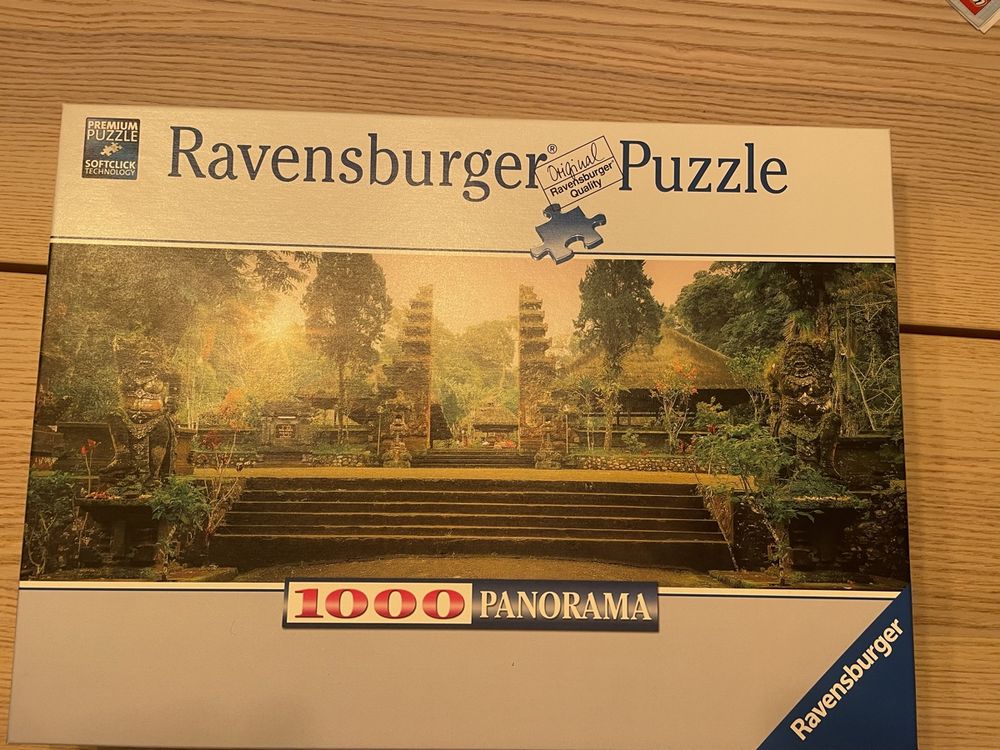 PREMIUM
PUZZLE
SOFTCLICK
TECHNOLOGY
Ravensburger® Puzzle
Original
Ravensburger®
Quality
1000 PANORAMA
Ravensburger